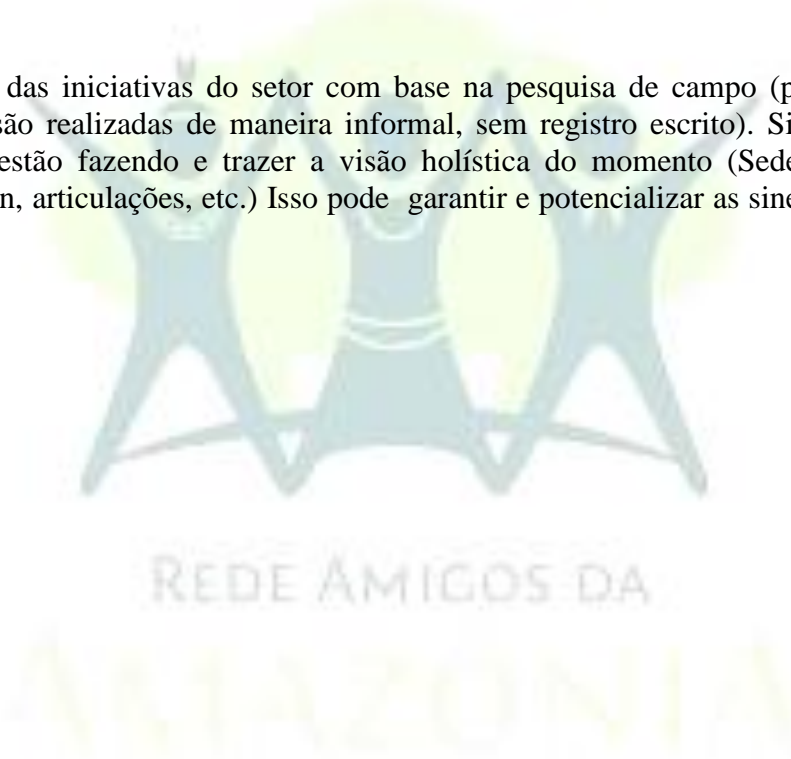 das iniciativas do setor com base na pesquisa de campo (p
são realizadas de maneira informal, sem registro escrito). Si
estão fazendo e trazer a visão holística do momento (Sede
n, articulações, etc.) Isso pode garantir e potencializar as sine
REDE AMIGOS DA
AMAZONIA